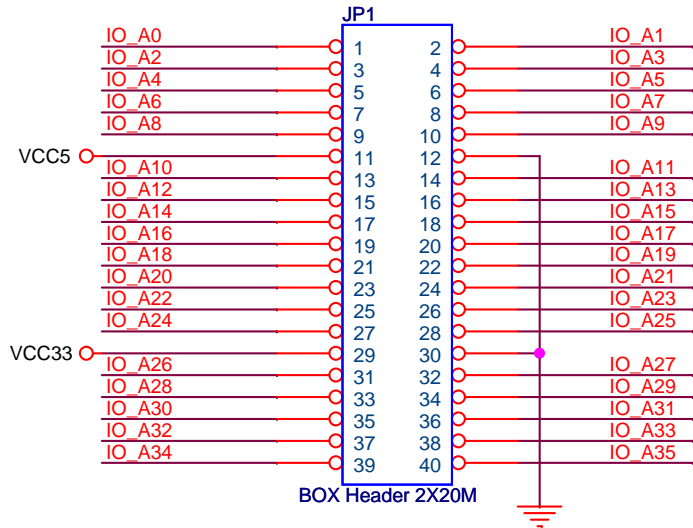 JP1
IO_A0 1 2 IO_A1
IO_A2 3 4 IO_A3
IO_A4 5 6 IO_A5
IO_A6 7 8 IO_A7
IO_A8 9 10 IO_A9
VCC5 11 12
IO_A10 13 14 IO_A11
IO_A12 15 16 IO_A13
IO_A14 17 18 IO_A15
IO_A16 19 20 IO_A17
IO_A18 21 22 IO_A19
IO_A20 23 24 IO_A21
IO_A22 25 26 IO_A23
IO_A24 27 28 IO_A25
VCC33 29 30
IO_A26 31 32 IO_A27
IO_A28 33 34 IO_A29
IO_A30 35 36 IO_A31
IO_A32 37 38 IO_A33
IO_A34 39 40 IO_A35
BOX Header 2X20M